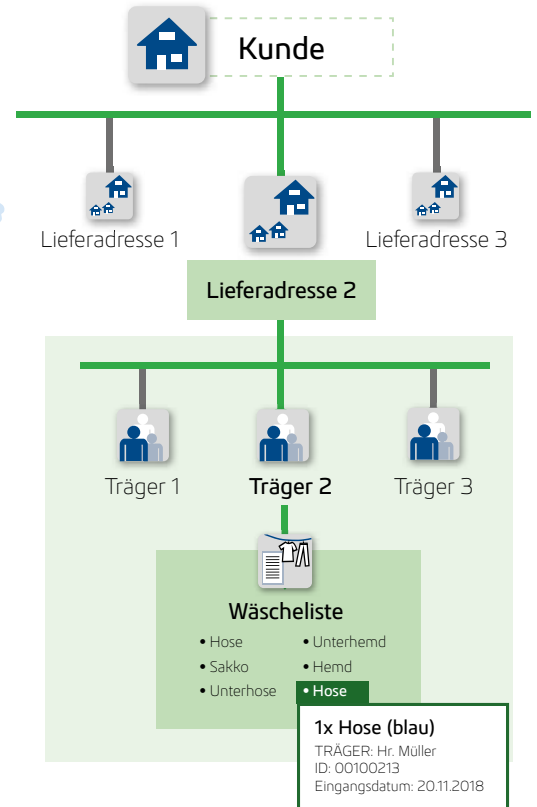 Kunde
Lieferadresse 1
Lieferadresse 3
Lieferadresse 2
Träger 1
Träger 2
Träger 3
Wäscheliste
• Hose
• Unterhemd
• Sakko
• Hemd
• Unterhose
• Hose
1x Hose (blau)
TRÄGER: Hr. Müller
ID: 00100213
Eingangsdatum: 20.11.2018